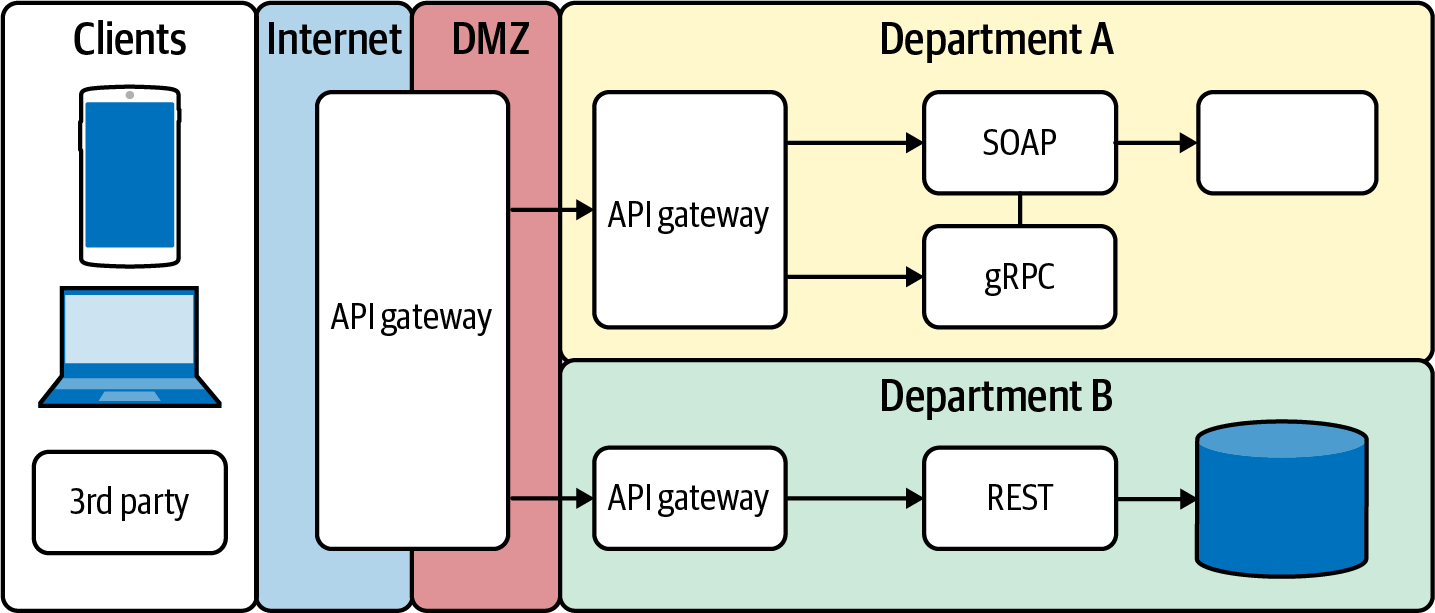 Clients
Internet
DMZ
Department A
API gateway
API gateway
SOAP
gRPC
Department B
3rd party
API gateway
REST